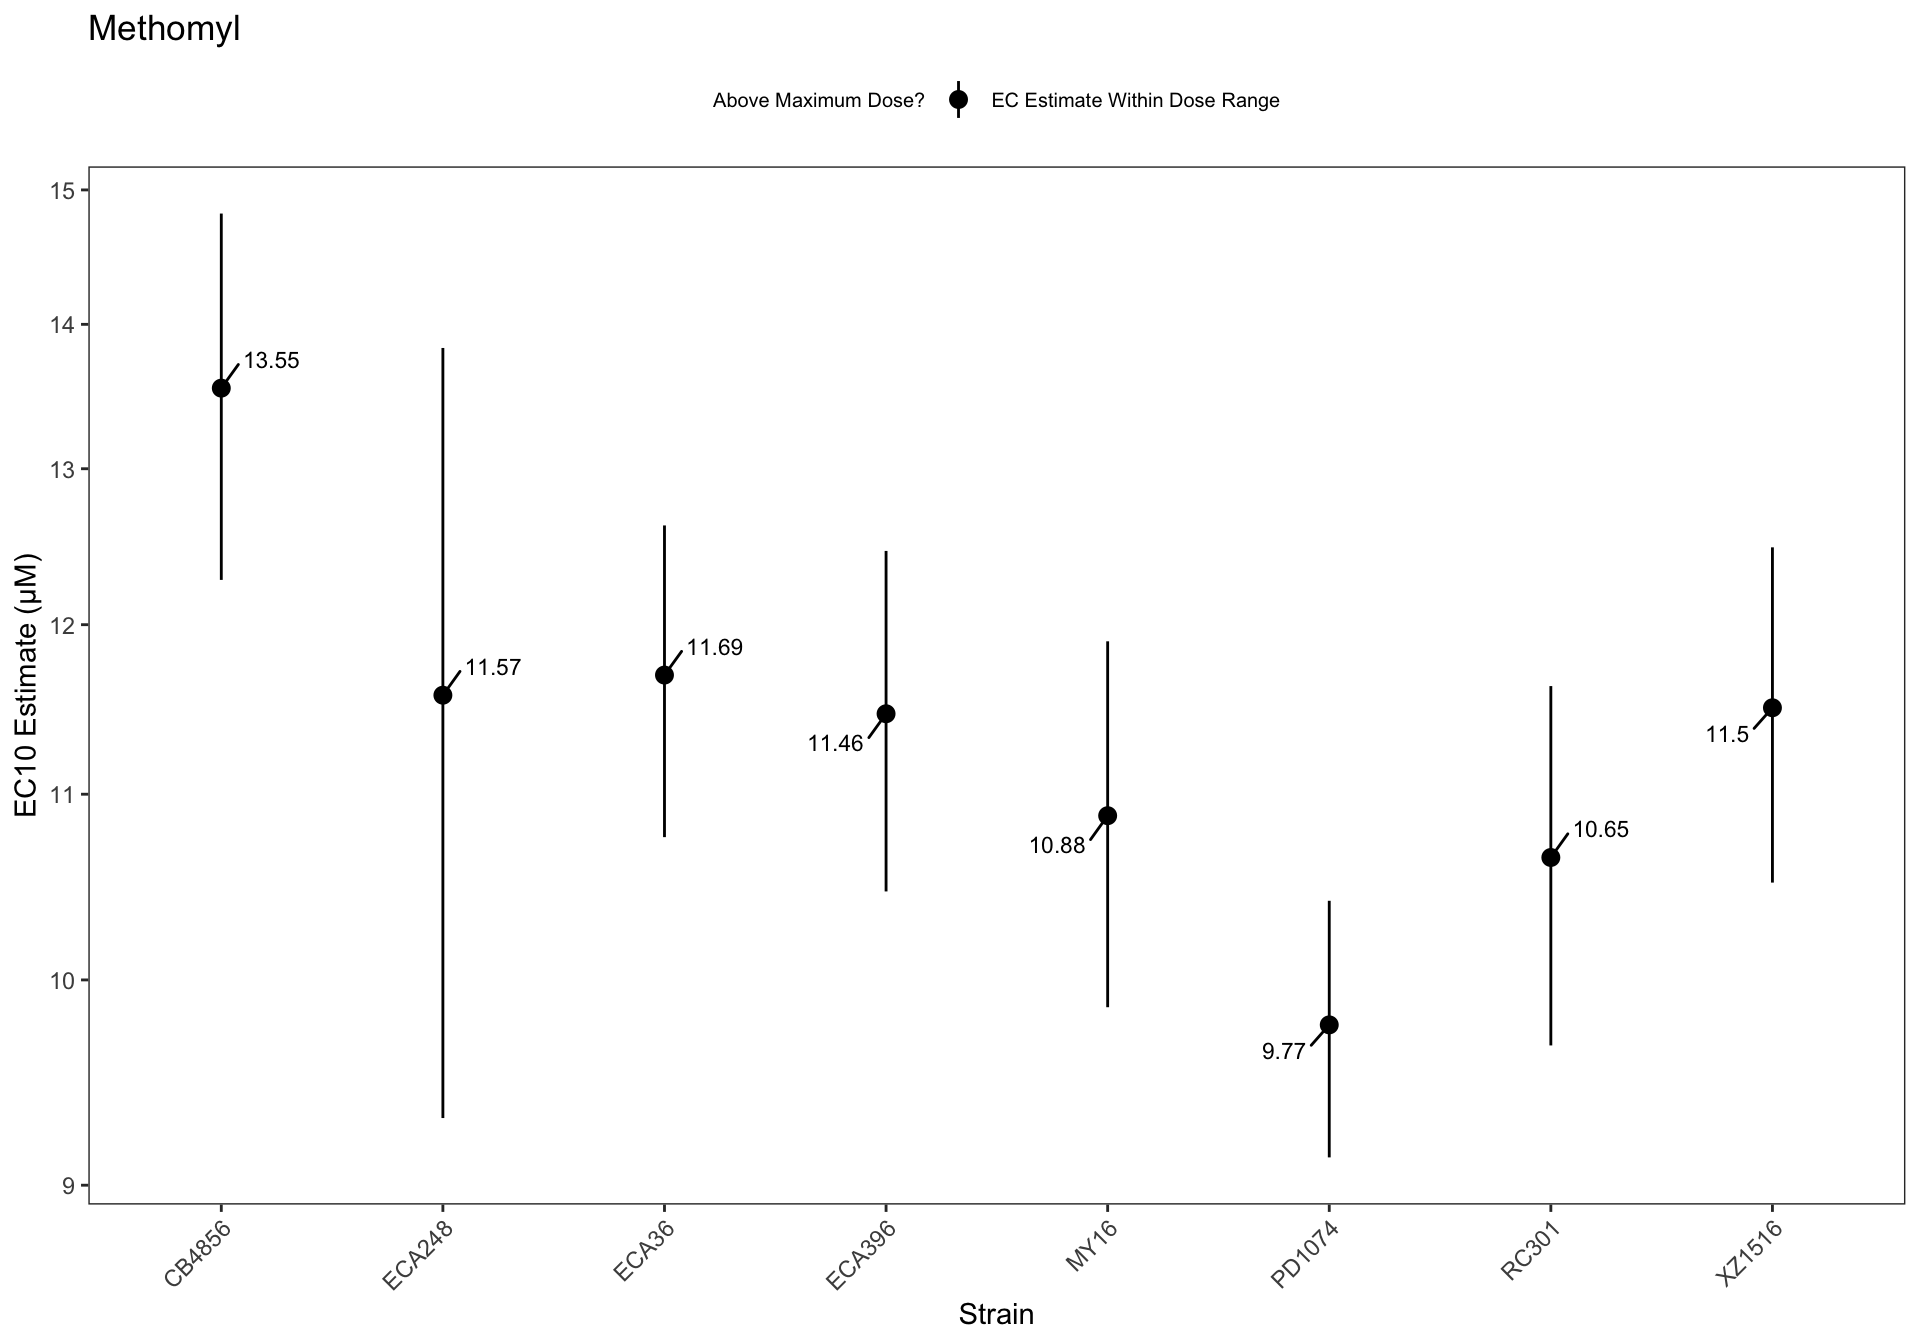 Methomyl
Above Maximum Dose? EC Estimate Within Dose Range
EC10 Estimate (µM)
15
14
13
12
11
10
9
13.55
11.57
11.69
11.46
10.88
9.77
10.65
11.5
CB4856
ECA248
ECA36
ECA396
MY16
PD1074
RC301
XZ1516
Strain